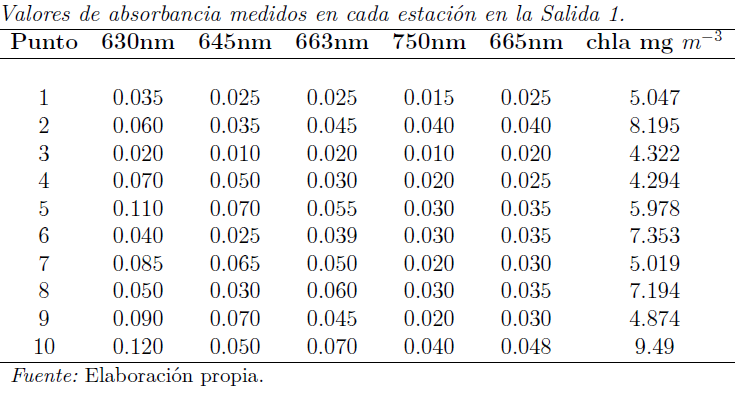 Valores de absorbancia medidos en cada estación en la Salida 1.
Punto 630nm 645nm 663nm 750nm 665nm chla mg m⁻³
1 0.035 0.025 0.025 0.015 0.025 5.047
2 0.060 0.035 0.045 0.040 0.040 8.195
3 0.020 0.010 0.020 0.010 0.020 4.322
4 0.070 0.050 0.030 0.020 0.025 4.294
5 0.110 0.070 0.055 0.030 0.035 5.978
6 0.040 0.025 0.039 0.030 0.035 7.353
7 0.085 0.065 0.050 0.020 0.030 5.019
8 0.050 0.030 0.060 0.030 0.035 7.194
9 0.090 0.070 0.045 0.020 0.030 4.874
10 0.120 0.050 0.070 0.040 0.048 9.49
Fuente: Elaboración propia.